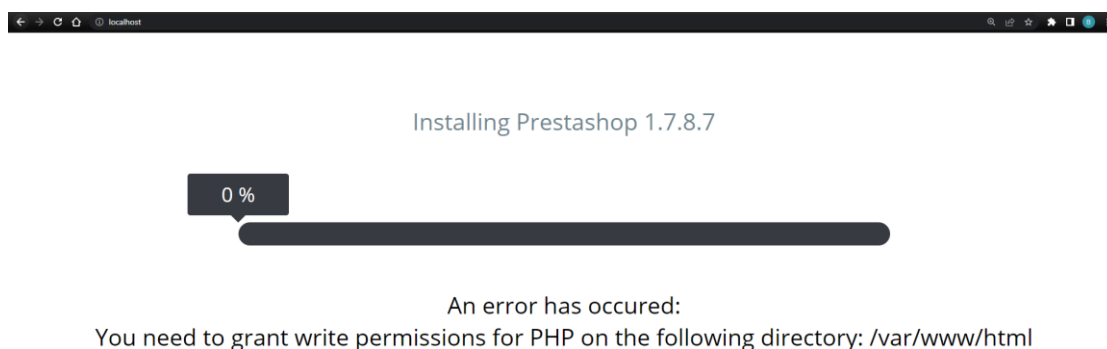 localhost
Installing Prestashop 1.7.8.7
0 %
An error has occured:
You need to grant write permissions for PHP on the following directory: /var/www/html